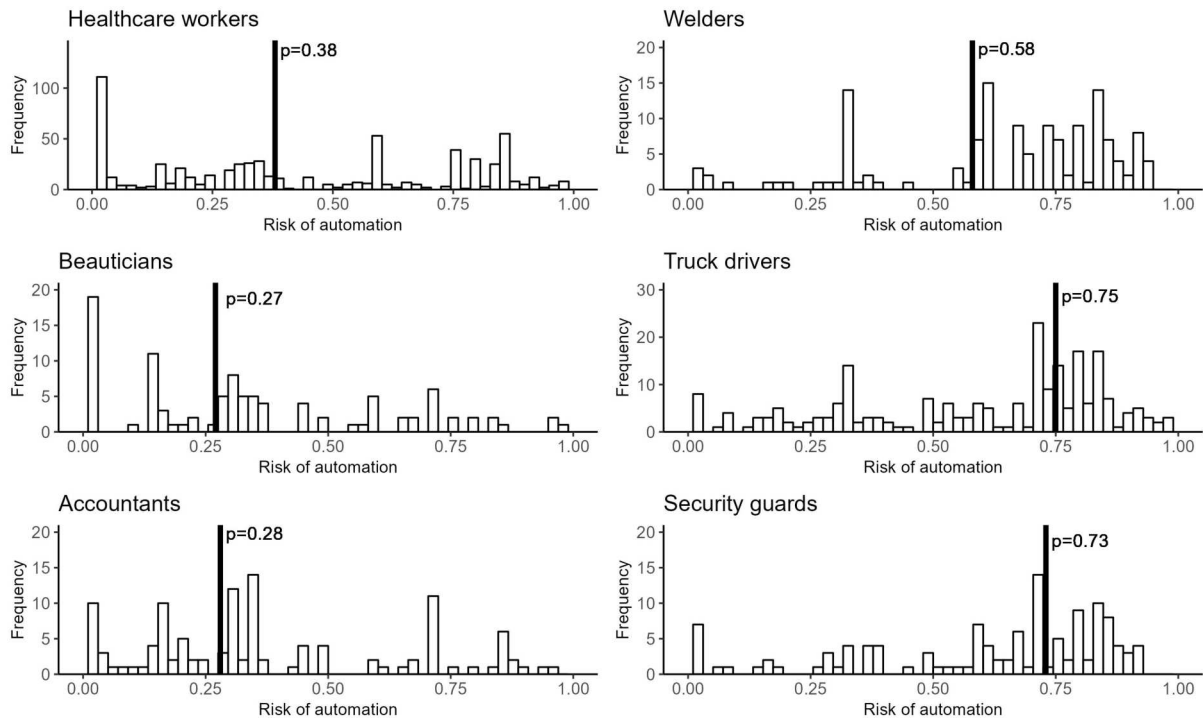 Healthcare workers
p=0.38
Frequency
100
50
0
0.00 0.25 0.50 0.75 1.00
Risk of automation
Welders
p=0.58
Frequency
20
15
10
5
0
0.00 0.25 0.50 0.75 1.00
Risk of automation
Beauticians
p=0.27
Frequency
20
15
10
5
0
0.00 0.25 0.50 0.75 1.00
Risk of automation
Truck drivers
p=0.75
Frequency
30
20
10
0
0.00 0.25 0.50 0.75 1.00
Risk of automation
Accountants
p=0.28
Frequency
20
15
10
5
0
0.00 0.25 0.50 0.75 1.00
Risk of automation
Security guards
p=0.73
Frequency
20
15
10
5
0
0.00 0.25 0.50 0.75 1.00
Risk of automation